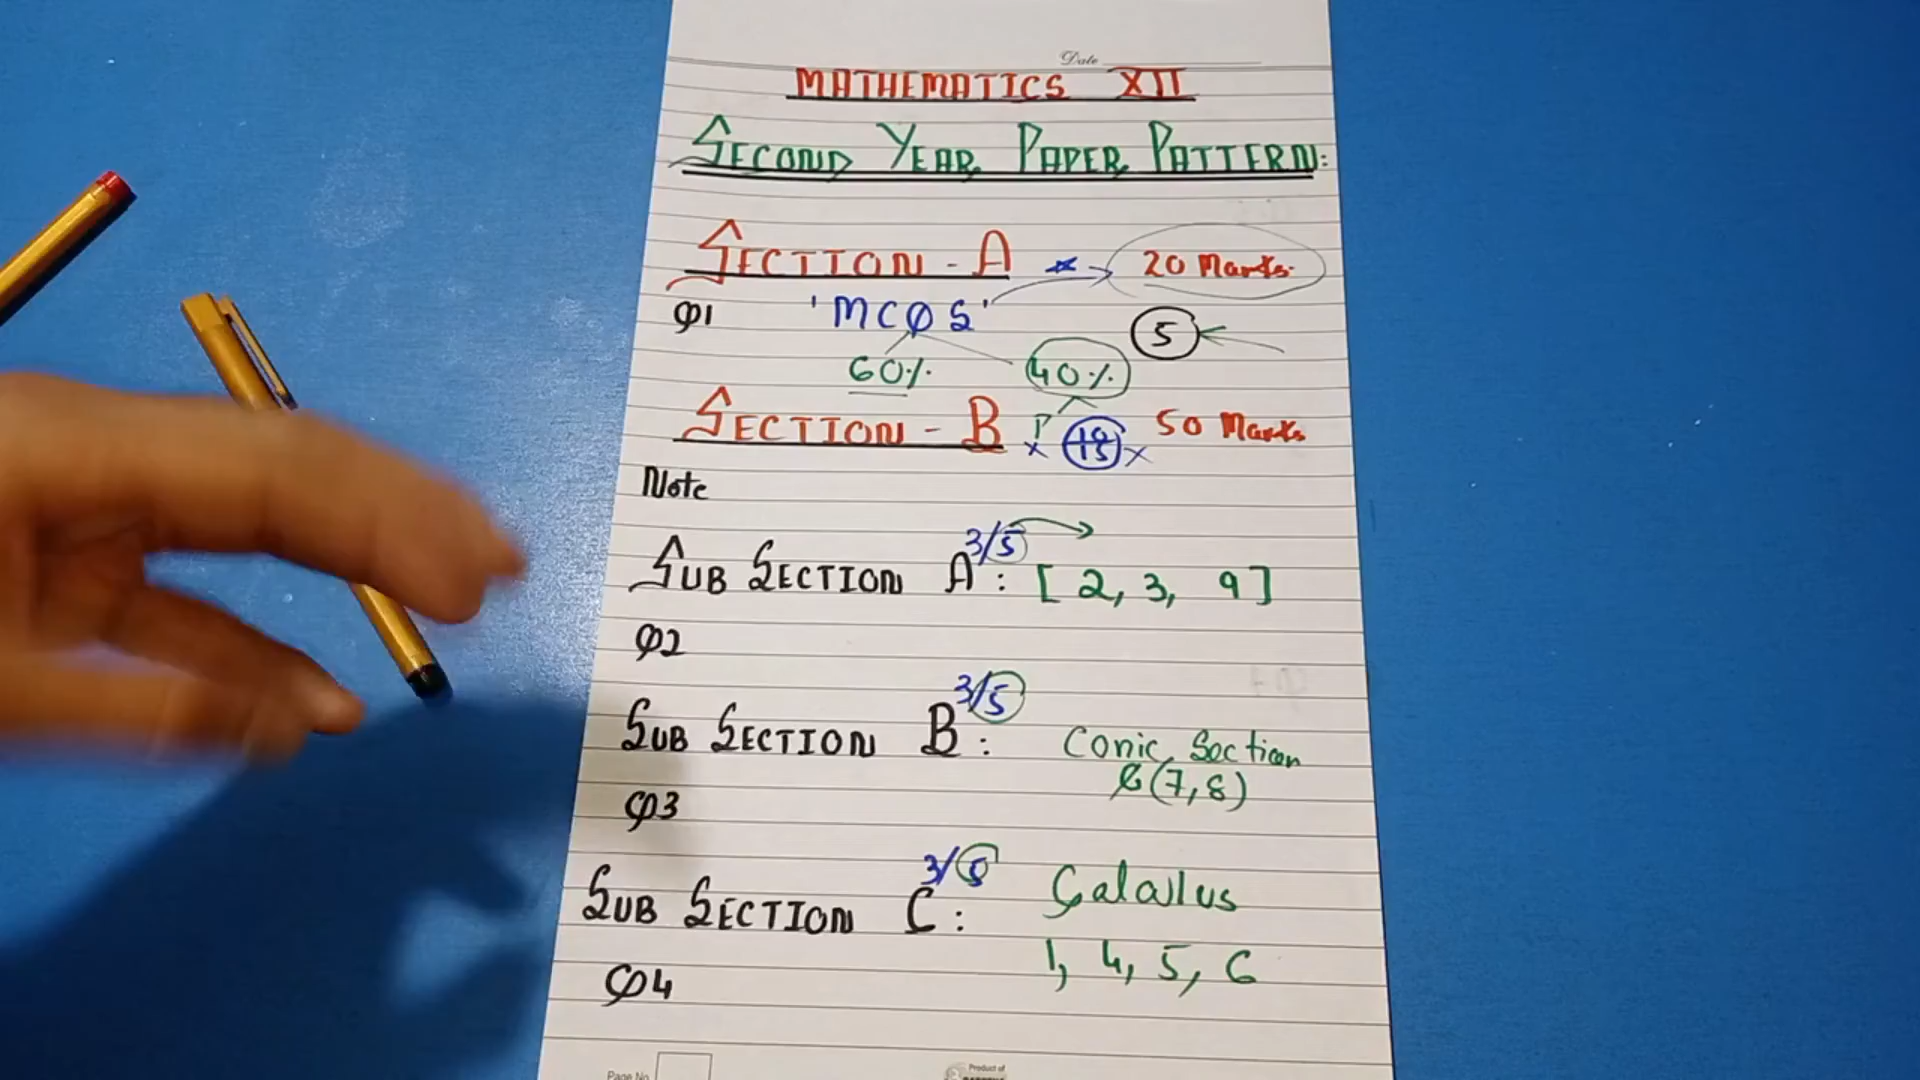 Date
MATHEMATICS XII
SECOND YEAR PAPER PATTERN:
SECTION - A 20 Marks
Q1 'MCQS' 5
60% 40%
SECTION - B 50 Marks
Note
3/5
SUB SECTION A : [ 2, 3, 9 ]
Q2
3/5
SUB SECTION B : Conic Section
(7,8)
Q3
3/5
SUB SECTION C : Calculus
1, 4, 5, 6
Q4
Page No.
Product of